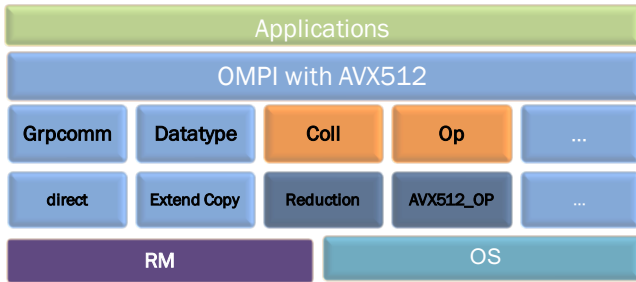 Applications
OMPI with AVX512
Grpcomm Datatype Coll Op ...
direct Extend Copy Reduction AVX512_OP ...
RM OS